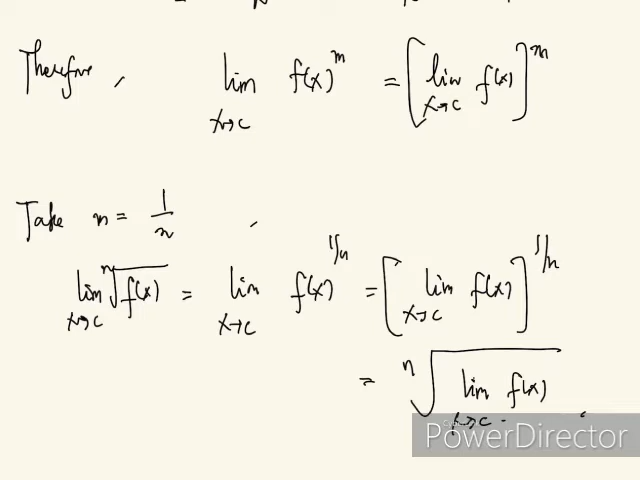 Therefore, lim x→c f(x)^m = [lim x→c f(x)]^m
Take m = 1/n,
lim x→c ⁿ√f(x) = lim x→c f(x)^1/n = [lim x→c f(x)]^1/n
= ⁿ√lim x→c f(x).
PowerDirector